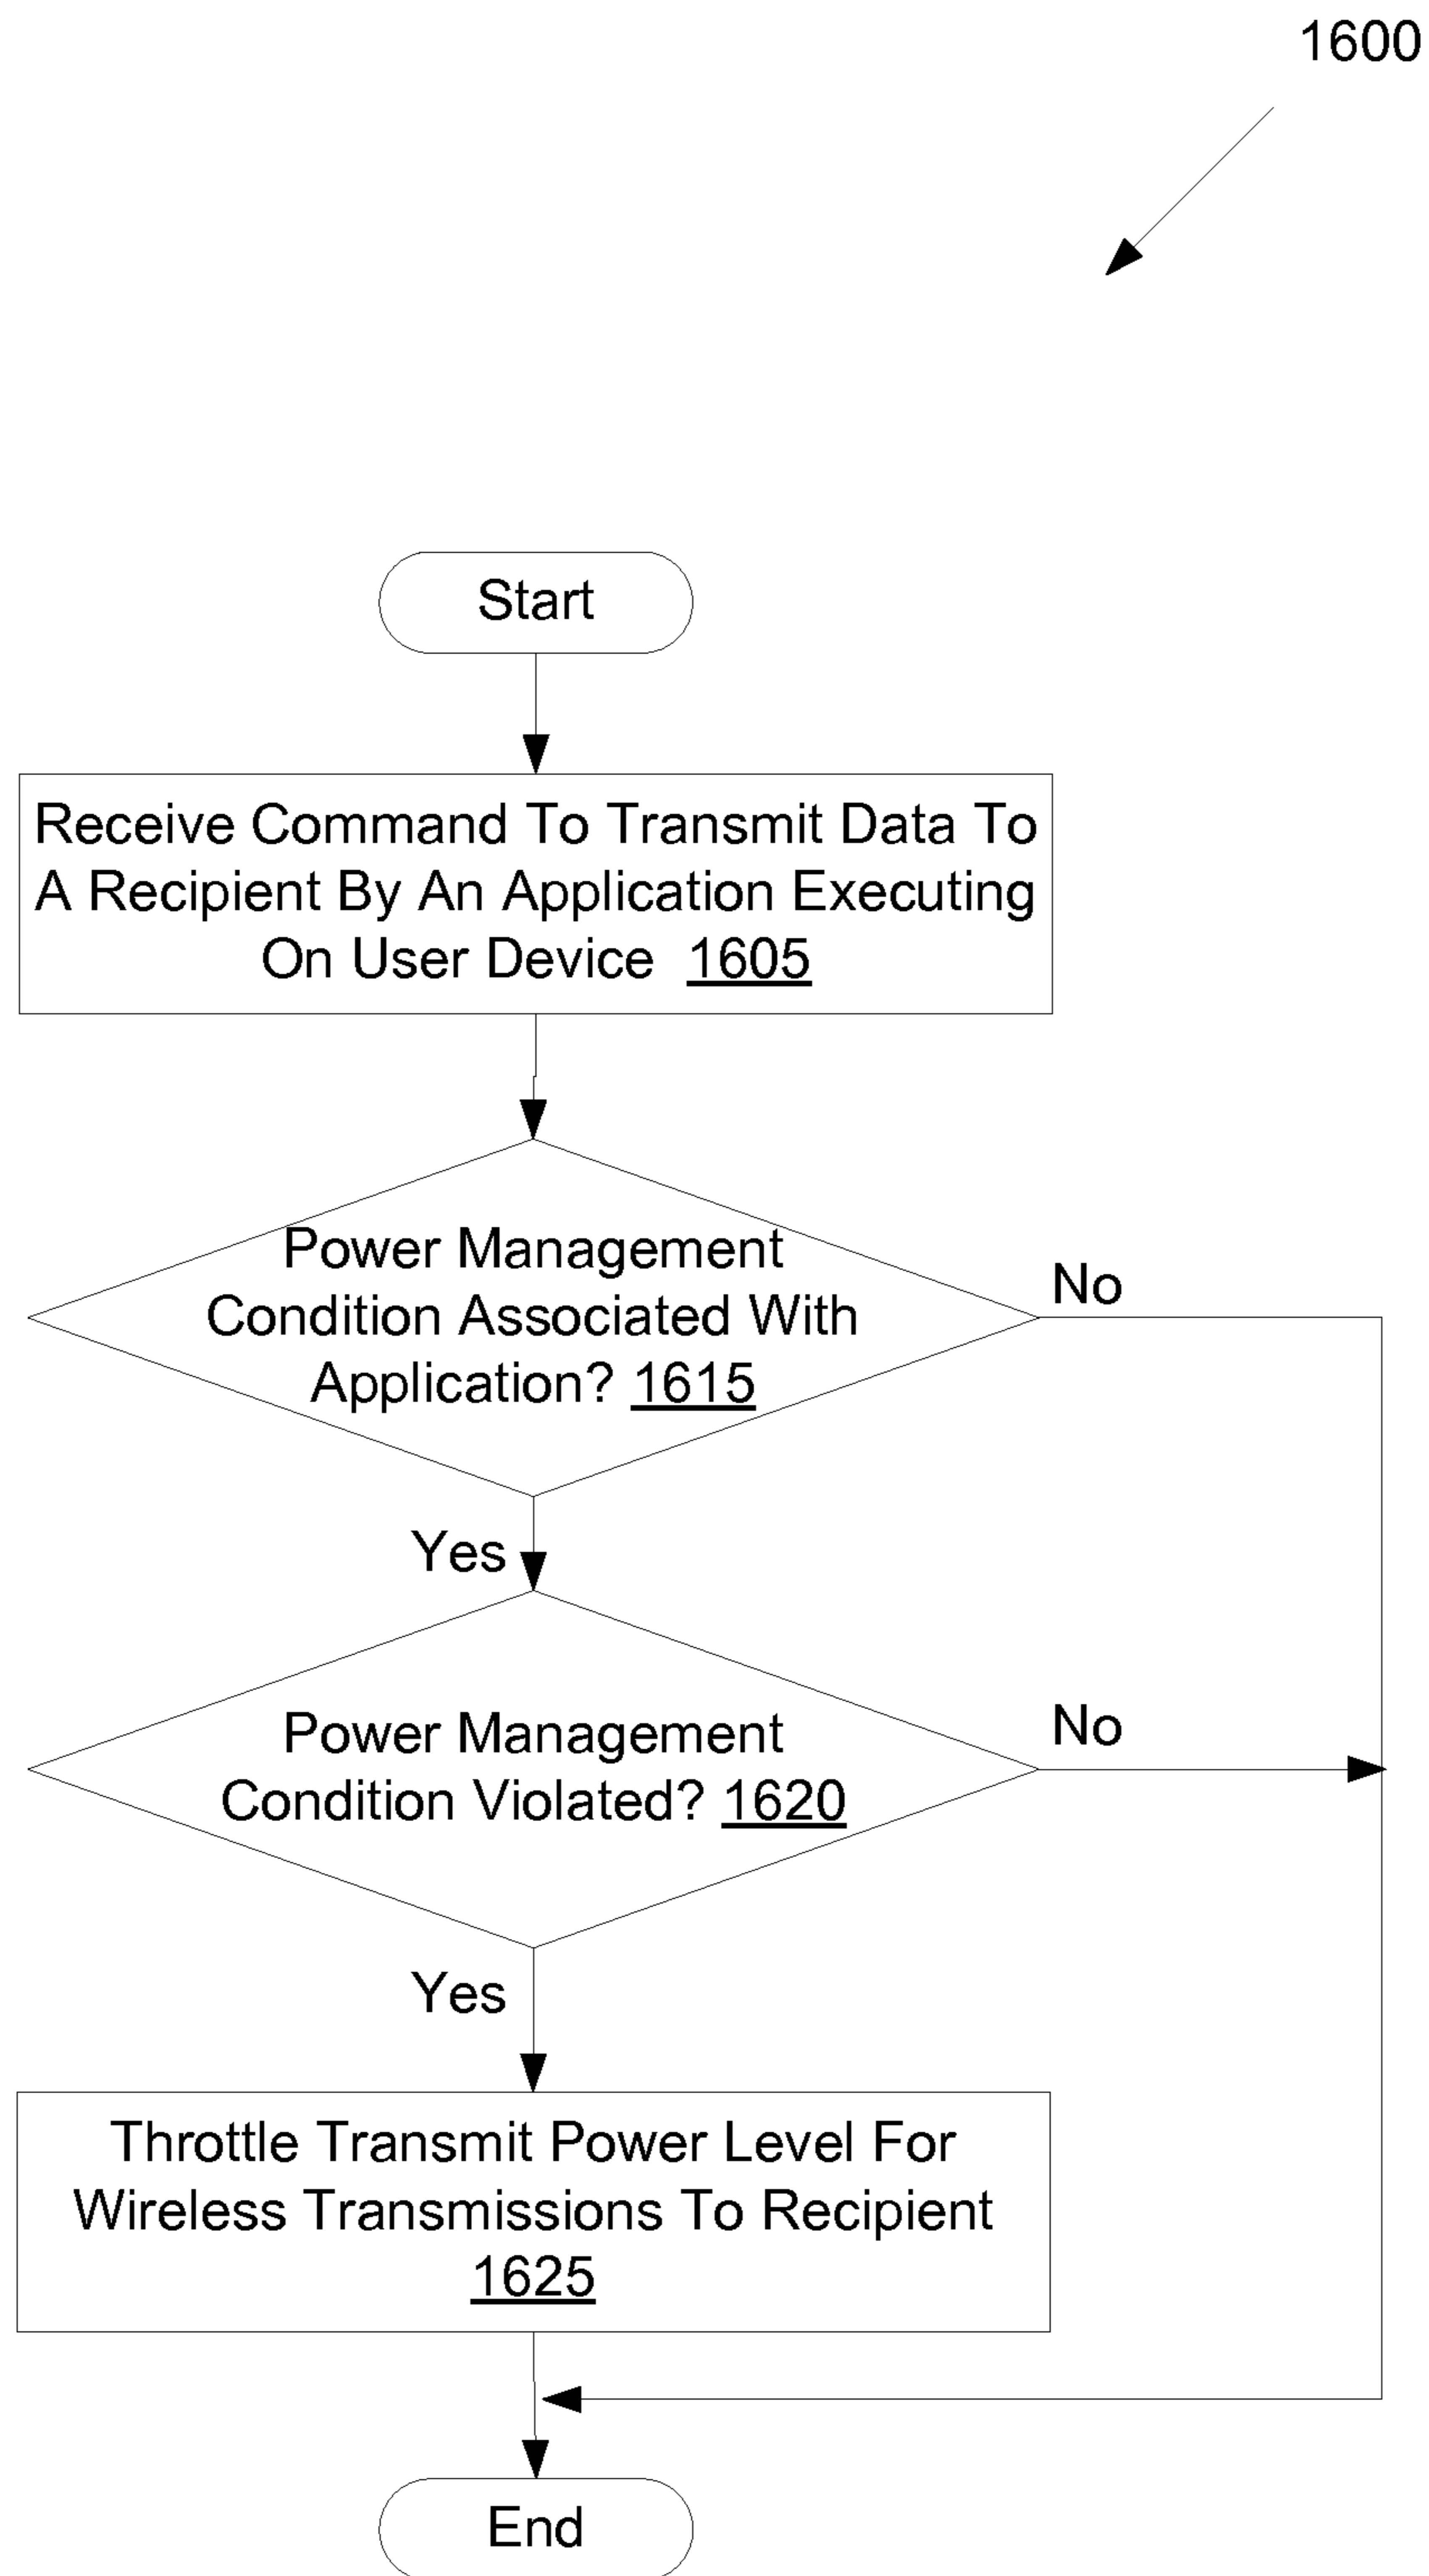 1600
Start
Receive Command To Transmit Data To
A Recipient By An Application Executing
On User Device 1605
Power Management
Condition Associated With
Application? 1615
No
Yes
Power Management
Condition Violated? 1620
No
Yes
Throttle Transmit Power Level For
Wireless Transmissions To Recipient
1625
End